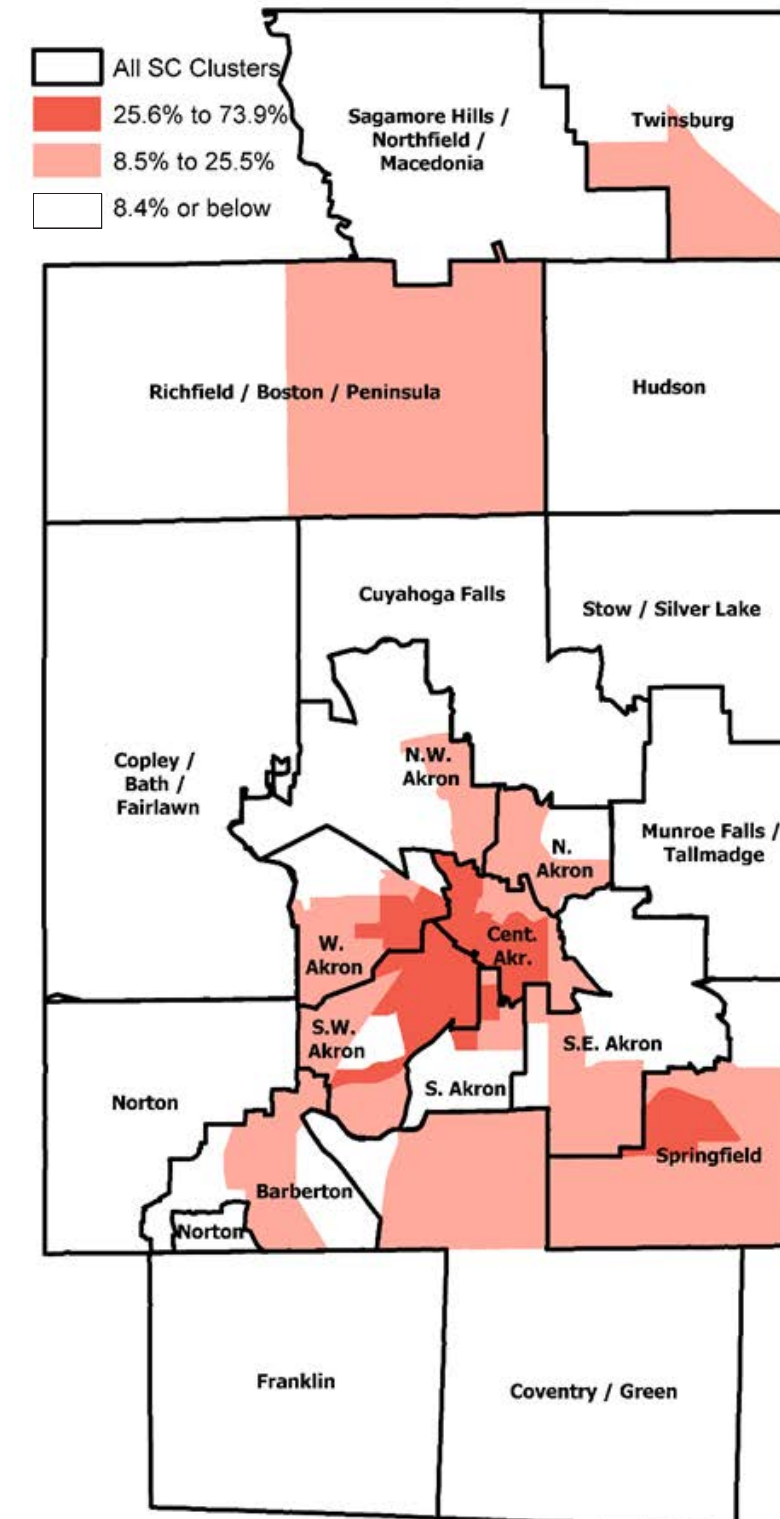 All SC Clusters
25.6% to 73.9%
8.5% to 25.5%
8.4% or below
Sagamore Hills /
Northfield /
Macedonia
Twinsburg
Richfield / Boston / Peninsula
Hudson
Cuyahoga Falls
Stow / Silver Lake
Copley /
Bath /
Fairlawn
N.W.
Akron
N.
Akron
Munroe Falls /
Tallmadge
W.
Akron
Cent.
Akr.
S.W.
Akron
S.E. Akron
S. Akron
Norton
Springfield
Barberton
Norton
Franklin
Coventry / Green